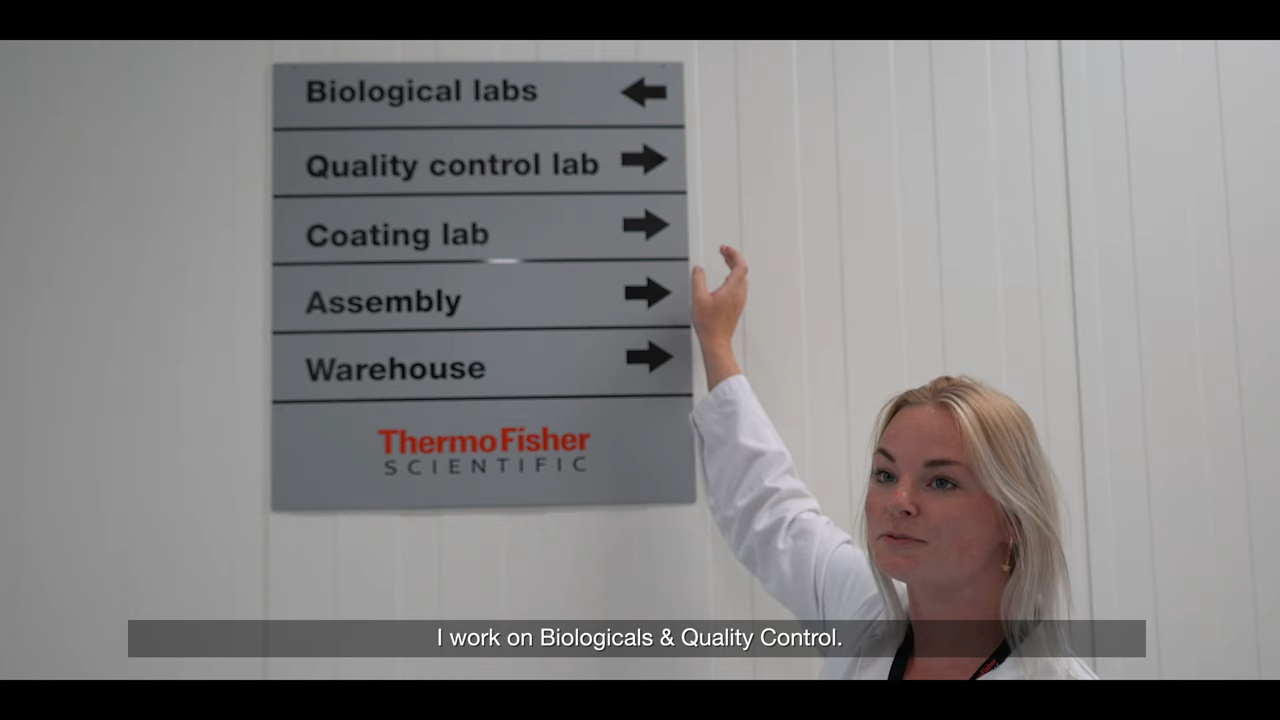 Biological labs
Quality control lab
Coating lab
Assembly
Warehouse
ThermoFisher
SCIENTIFIC
I work on Biologicals & Quality Control.